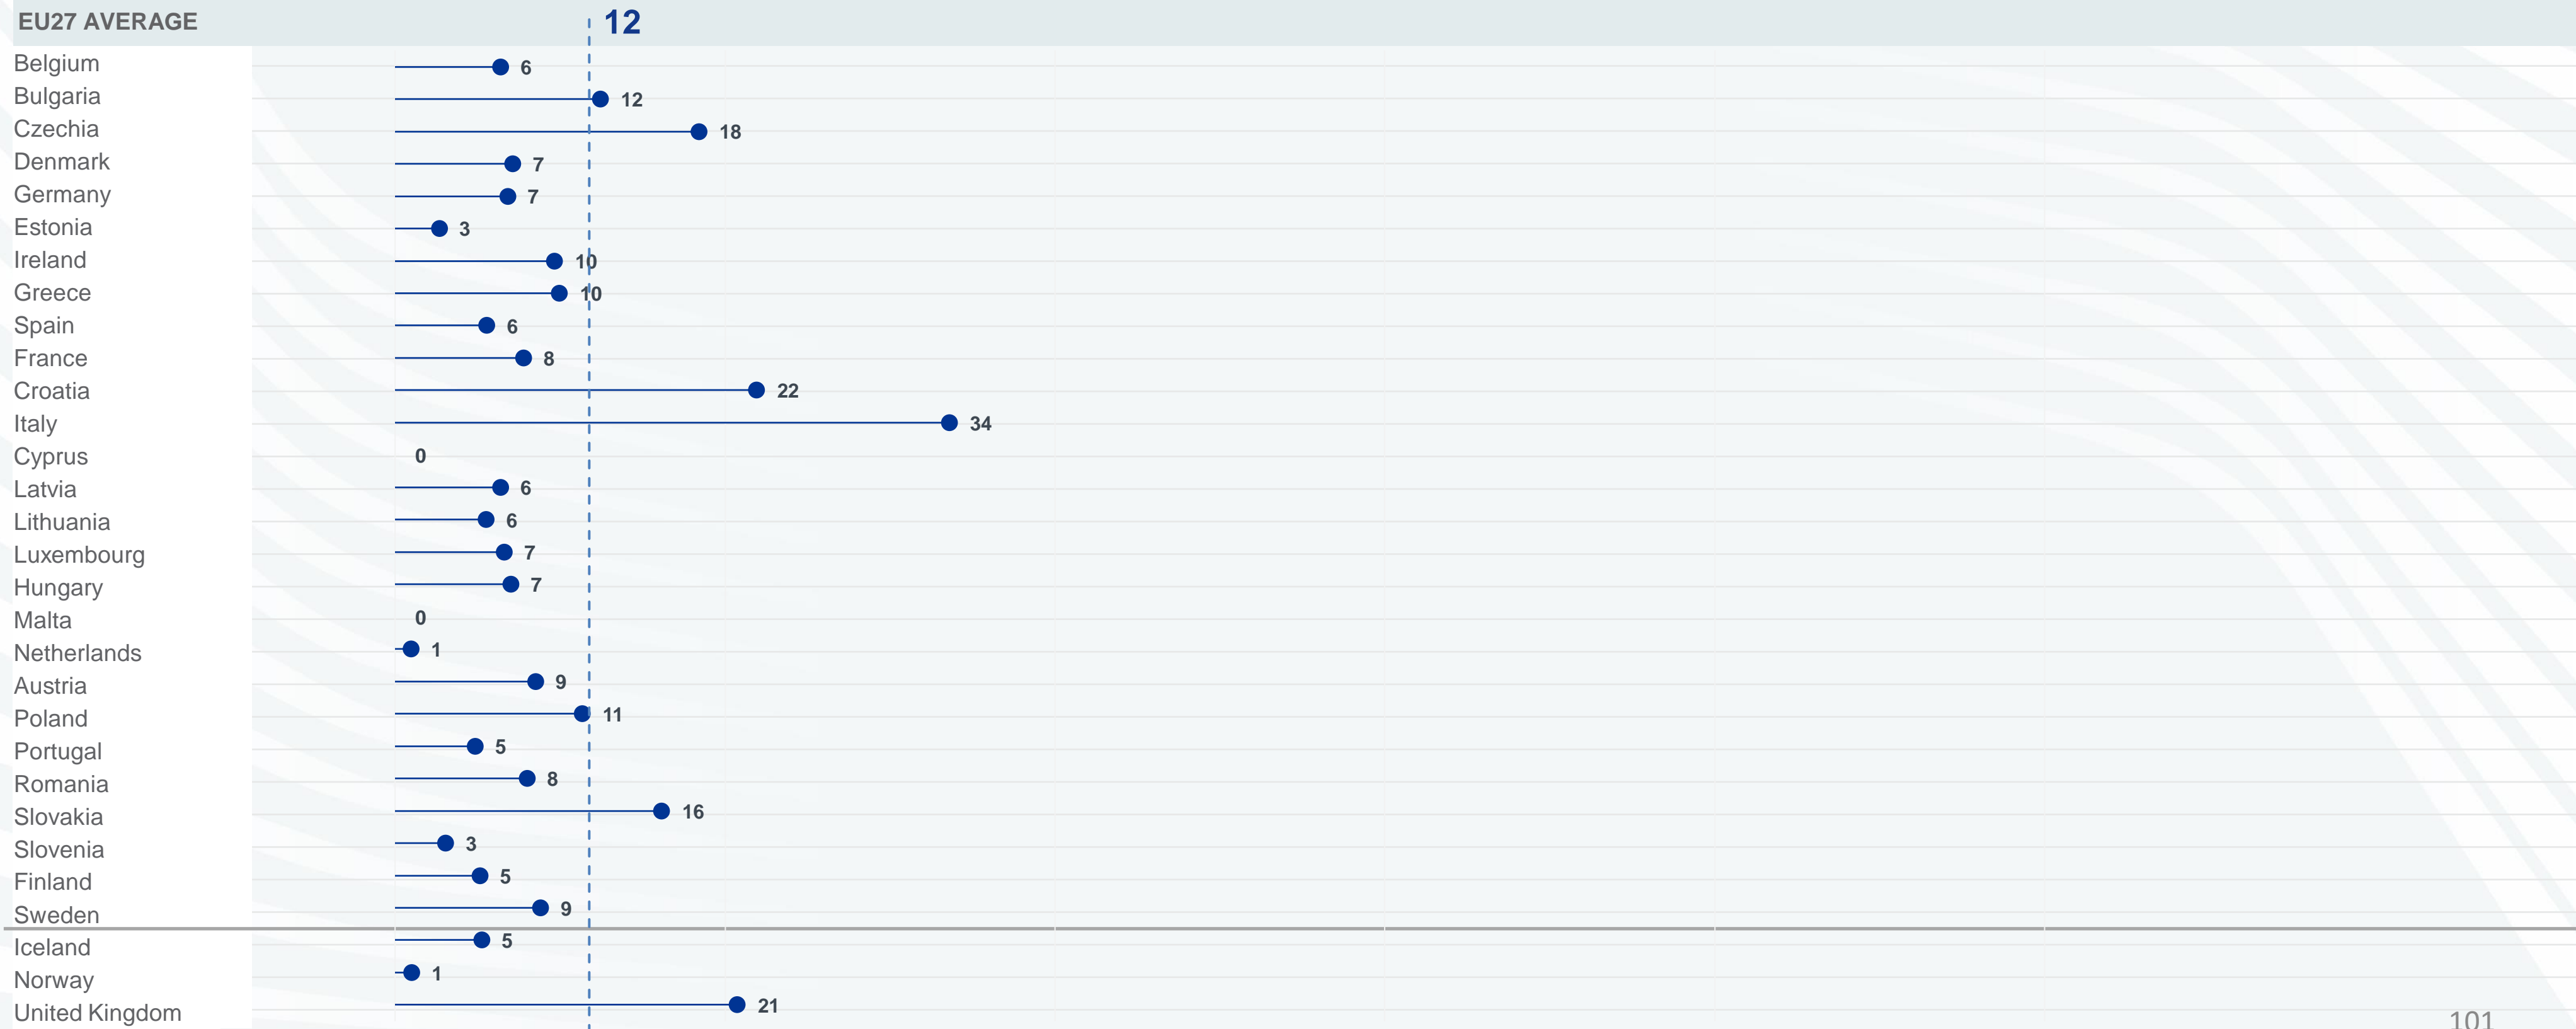 EU27 AVERAGE 12
Belgium 6
Bulgaria 12
Czechia 18
Denmark 7
Germany 7
Estonia 3
Ireland 10
Greece 10
Spain 6
France 8
Croatia 22
Italy 34
Cyprus 0
Latvia 6
Lithuania 6
Luxembourg 7
Hungary 7
Malta 0
Netherlands 1
Austria 9
Poland 11
Portugal 5
Romania 8
Slovakia 16
Slovenia 3
Finland 5
Sweden 9
Iceland 5
Norway 1
United Kingdom 21
101